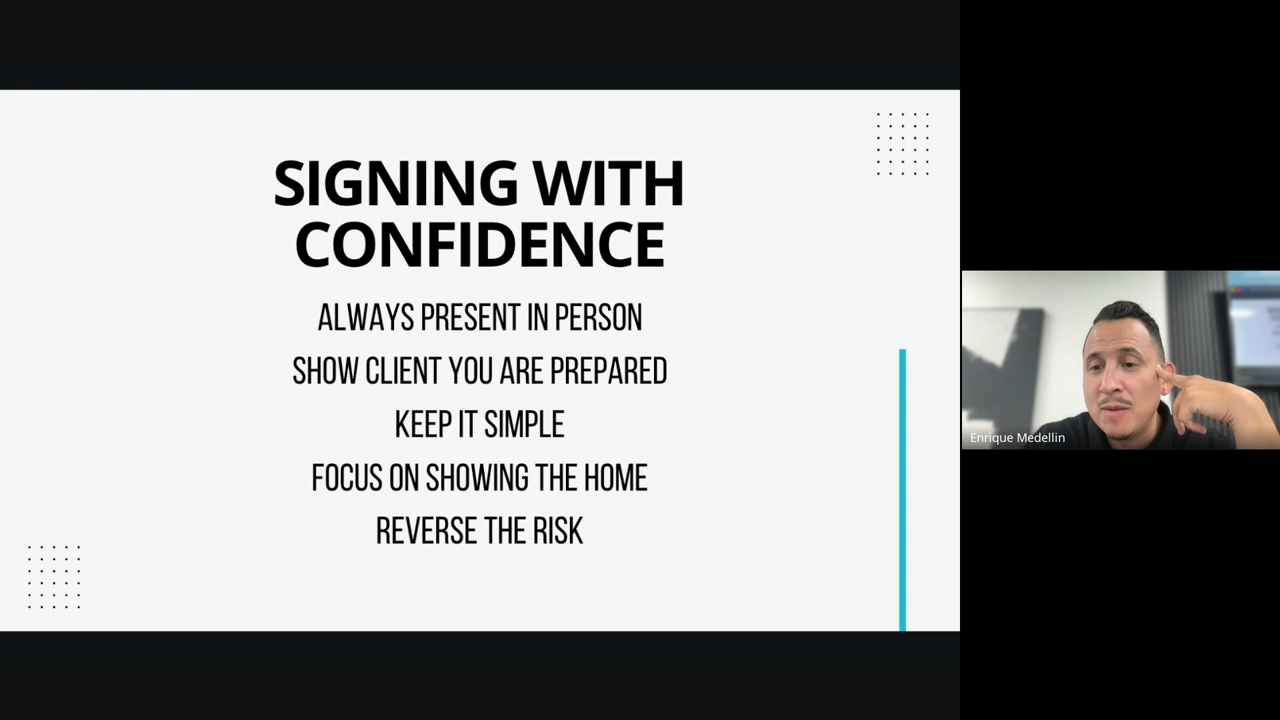 SIGNING WITH
CONFIDENCE
ALWAYS PRESENT IN PERSON
SHOW CLIENT YOU ARE PREPARED
KEEP IT SIMPLE
FOCUS ON SHOWING THE HOME
REVERSE THE RISK
Enrique Medellin